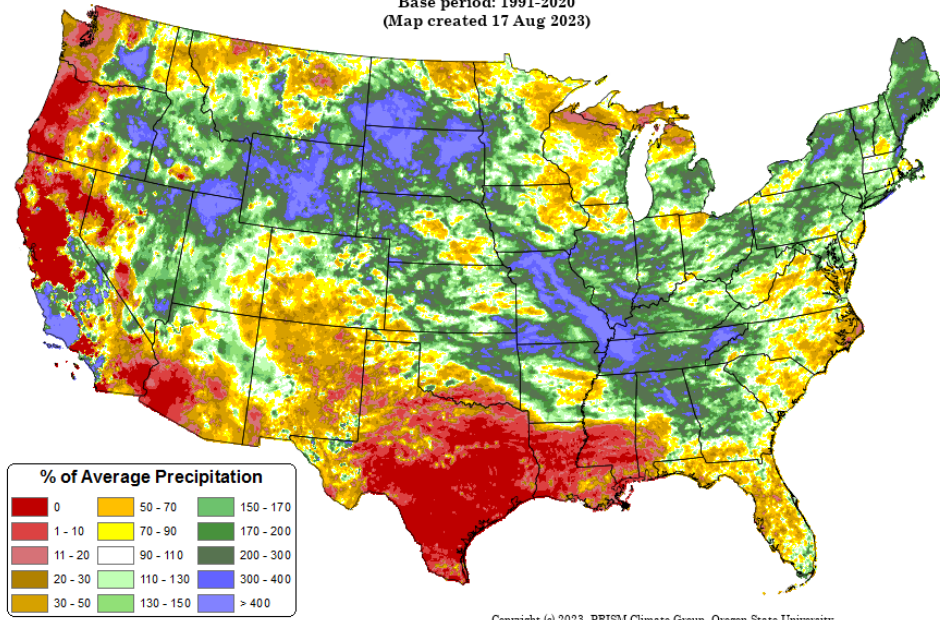 Base period: 1991-2020
(Map created 17 Aug 2023)
% of Average Precipitation
0
50 - 70
150 - 170
1 - 10
70 - 90
170 - 200
11 - 20
90 - 110
200 - 300
20 - 30
110 - 130
300 - 400
30 - 50
130 - 150
> 400
Copyright (c) 2023, PRISM Climate Group, Oregon State University